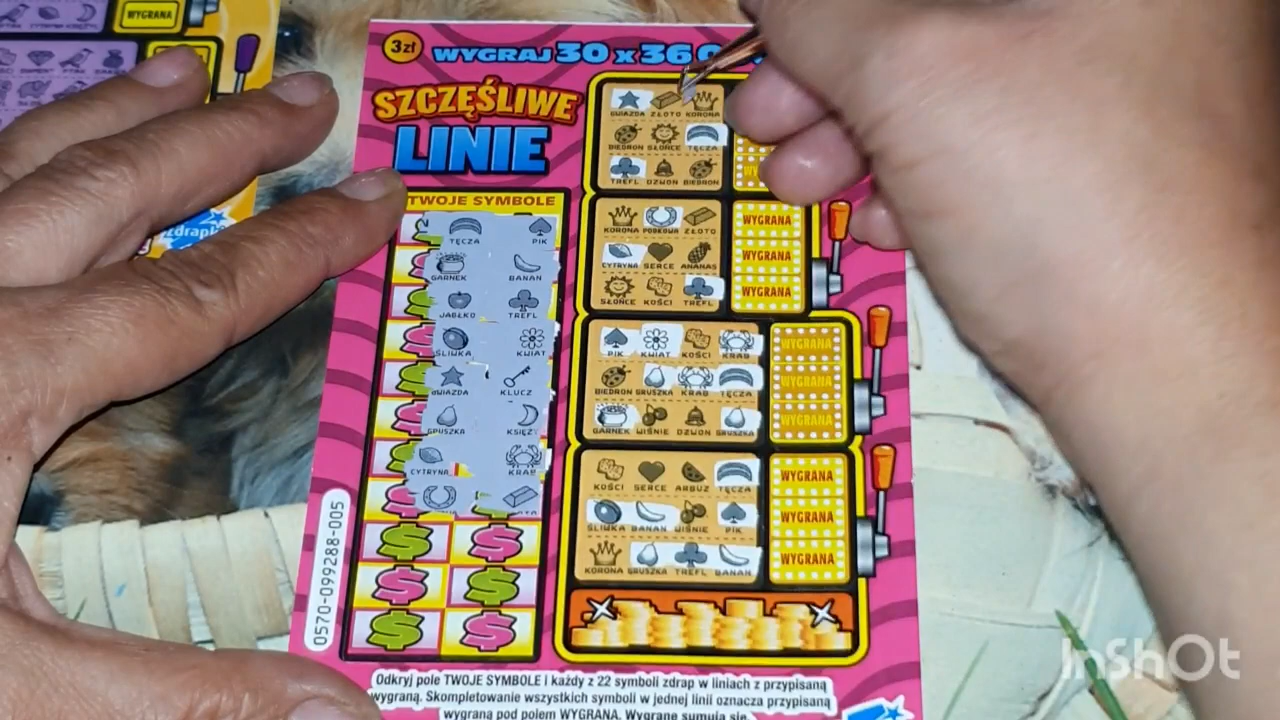 WYGRANA
3zł WYGRAJ 30 x 360
SZCZĘŚLIWE
LINIE
TWOJE SYMBOLE
TĘCZA PIK
GARNEK BANAN
JABŁKO TREFL
ŚLIWKA KWIAT
GWIAZDA KLUCZ
GRUSZKA KSIĘŻY
CYTRYNA KRAB
0570-099288-005
GWIAZDA ZŁOTO KORONA
BIEDRON SŁOŃCE TĘCZA
TREFL DZWON BIEDRON
KORONA PODKOWA ZŁOTO
WYGRANA
CYTRYNA SERCE ANANAS
WYGRANA
SŁOŃCE KOŚCI TREFL
WYGRANA
PIK KWIAT KOŚCI KRAB
WYGRANA
BIEDRON GRUSZKA KRAB TĘCZA
WYGRANA
GARNEK WIŚNIE DZWON GRUSZKA
WYGRANA
KOŚCI SERCE ARBUZ TĘCZA
WYGRANA
ŚLIWKA BANAN WIŚNIE PIK
WYGRANA
KORONA GRUSZKA TREFL BANAN
WYGRANA
Odkryj pole TWOJE SYMBOLE i każdy z 22 symboli zdrap w liniach z przypisaną
wygraną. Skompletowanie wszystkich symboli w jednej linii oznacza przypisaną
wygraną pod polem WYGRANA. Wygrane sumują się.
InShOt